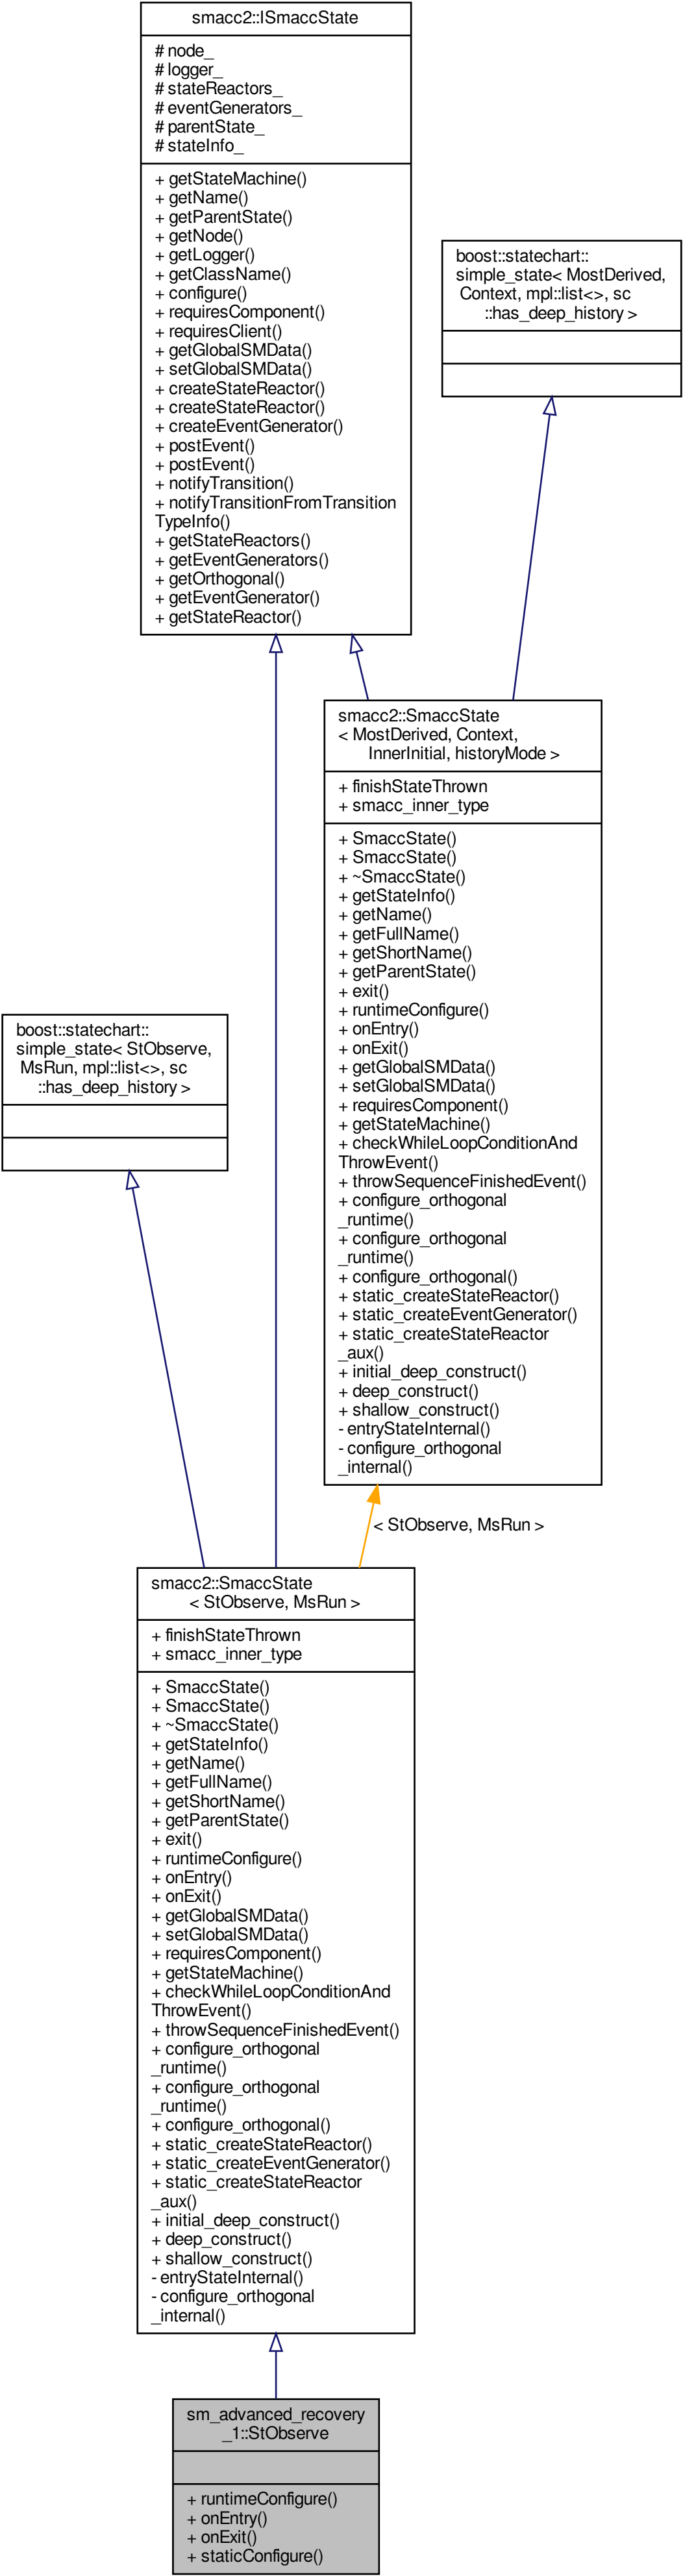 smacc2::ISmaccState
# node_
# logger_
# stateReactors_
# eventGenerators_
# parentState_
# stateInfo_
+ getStateMachine()
+ getName()
+ getParentState()
+ getNode()
+ getLogger()
+ getClassName()
+ configure()
+ requiresComponent()
+ requiresClient()
+ getGlobalSMData()
+ setGlobalSMData()
+ createStateReactor()
+ createStateReactor()
+ createEventGenerator()
+ postEvent()
+ postEvent()
+ notifyTransition()
+ notifyTransitionFromTransition
TypeInfo()
+ getStateReactors()
+ getEventGenerators()
+ getOrthogonal()
+ getEventGenerator()
+ getStateReactor()
boost::statechart::
simple_state< MostDerived,
Context, mpl::list<>, sc
::has_deep_history >
smacc2::SmaccState
< MostDerived, Context,
InnerInitial, historyMode >
+ finishStateThrown
+ smacc_inner_type
+ SmaccState()
+ SmaccState()
+ ~SmaccState()
+ getStateInfo()
+ getName()
+ getFullName()
+ getShortName()
+ getParentState()
+ exit()
+ runtimeConfigure()
+ onEntry()
+ onExit()
+ getGlobalSMData()
+ setGlobalSMData()
+ requiresComponent()
+ getStateMachine()
+ checkWhileLoopConditionAnd
ThrowEvent()
+ throwSequenceFinishedEvent()
+ configure_orthogonal
_runtime()
+ configure_orthogonal
_runtime()
+ configure_orthogonal()
+ static_createStateReactor()
+ static_createEventGenerator()
+ static_createStateReactor
_aux()
+ initial_deep_construct()
+ deep_construct()
+ shallow_construct()
- entryStateInternal()
- configure_orthogonal
_internal()
boost::statechart::
simple_state< StObserve,
MsRun, mpl::list<>, sc
::has_deep_history >
< StObserve, MsRun >
smacc2::SmaccState
< StObserve, MsRun >
+ finishStateThrown
+ smacc_inner_type
+ SmaccState()
+ SmaccState()
+ ~SmaccState()
+ getStateInfo()
+ getName()
+ getFullName()
+ getShortName()
+ getParentState()
+ exit()
+ runtimeConfigure()
+ onEntry()
+ onExit()
+ getGlobalSMData()
+ setGlobalSMData()
+ requiresComponent()
+ getStateMachine()
+ checkWhileLoopConditionAnd
ThrowEvent()
+ throwSequenceFinishedEvent()
+ configure_orthogonal
_runtime()
+ configure_orthogonal
_runtime()
+ configure_orthogonal()
+ static_createStateReactor()
+ static_createEventGenerator()
+ static_createStateReactor
_aux()
+ initial_deep_construct()
+ deep_construct()
+ shallow_construct()
- entryStateInternal()
- configure_orthogonal
_internal()
sm_advanced_recovery
_1::StObserve
+ runtimeConfigure()
+ onEntry()
+ onExit()
+ staticConfigure()